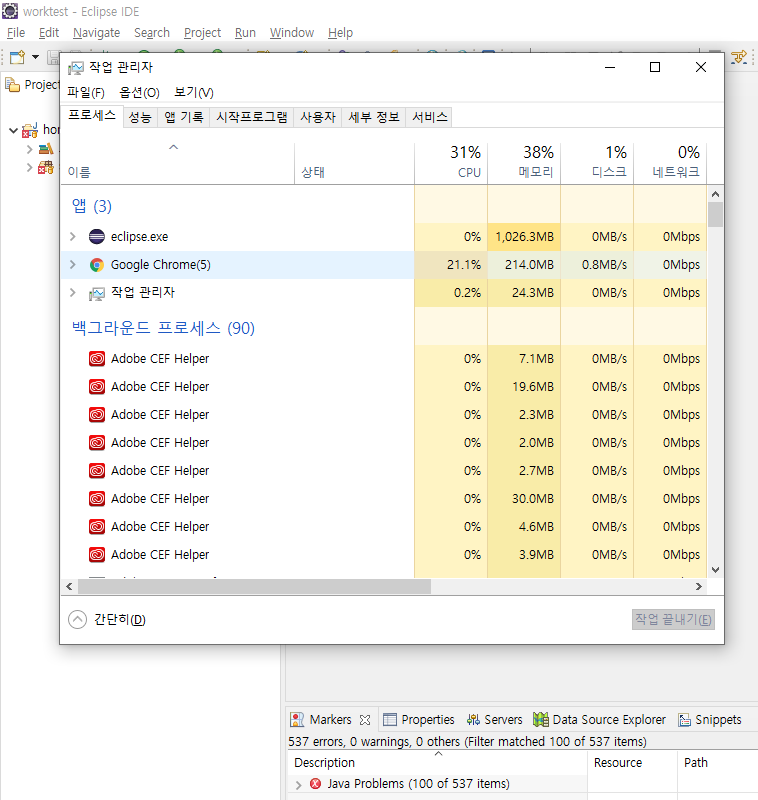 worktest - Eclipse IDE
File Edit Navigate Search Project Run Window Help
Project
작업 관리자
파일(F) 옵션(O) 보기(V)
프로세스 성능 앱 기록 시작프로그램 사용자 세부 정보 서비스
31% 38% 1% 0%
이름 상태 CPU 메모리 디스크 네트워크
앱 (3)
eclipse.exe 0% 1,026.3MB 0MB/s 0Mbps
Google Chrome(5) 21.1% 214.0MB 0.8MB/s 0Mbps
작업 관리자 0.2% 24.3MB 0MB/s 0Mbps
백그라운드 프로세스 (90)
Adobe CEF Helper 0% 7.1MB 0MB/s 0Mbps
Adobe CEF Helper 0% 19.6MB 0MB/s 0Mbps
Adobe CEF Helper 0% 2.3MB 0MB/s 0Mbps
Adobe CEF Helper 0% 2.0MB 0MB/s 0Mbps
Adobe CEF Helper 0% 2.7MB 0MB/s 0Mbps
Adobe CEF Helper 0% 30.0MB 0MB/s 0Mbps
Adobe CEF Helper 0% 4.6MB 0MB/s 0Mbps
Adobe CEF Helper 0% 3.9MB 0MB/s 0Mbps
간단히(D) 작업 끝내기(E)
Markers Properties Servers Data Source Explorer Snippets
537 errors, 0 warnings, 0 others (Filter matched 100 of 537 items)
Description Resource Path
Java Problems (100 of 537 items)